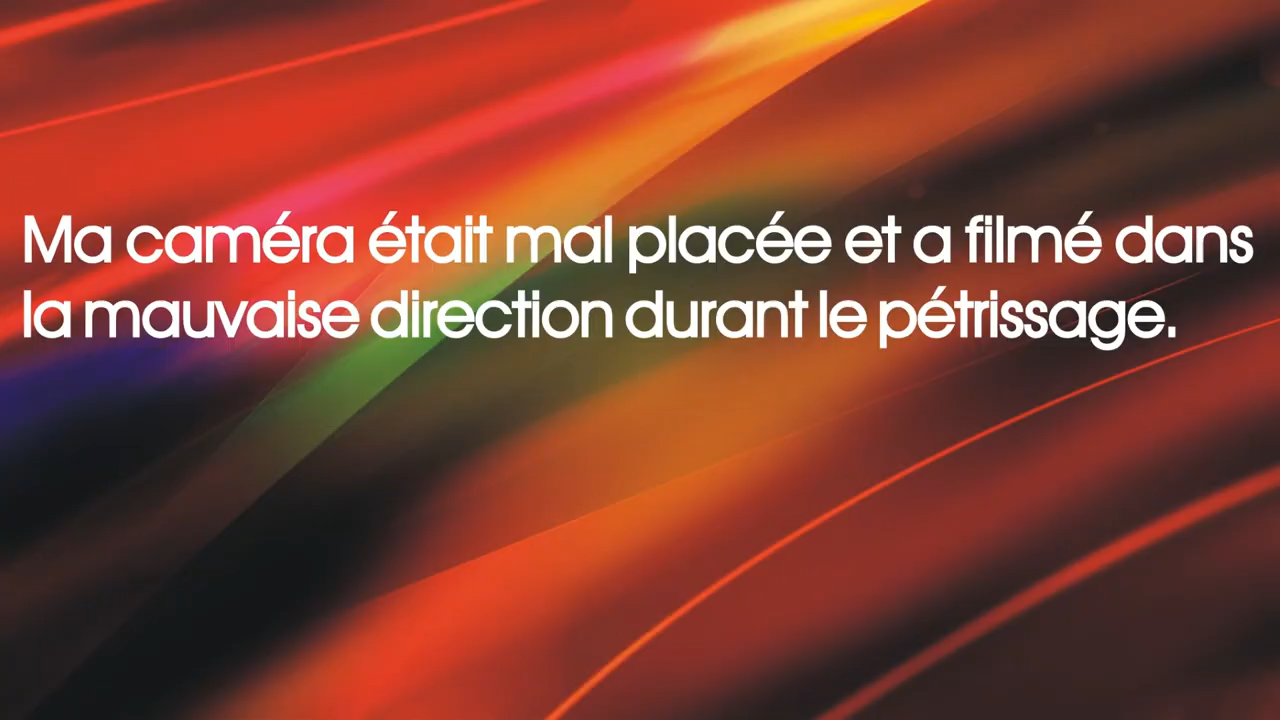 Ma caméra était mal placée et a filmé dans
la mauvaise direction durant le pétrissage.